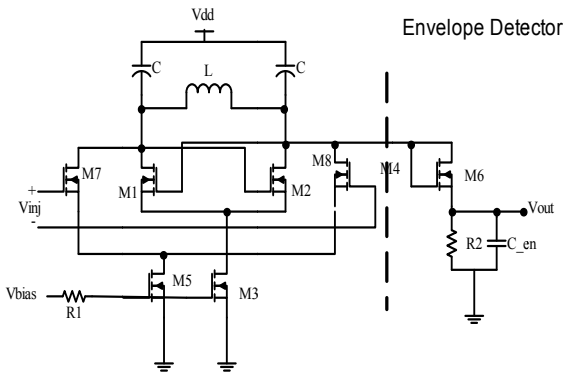 Vdd
Envelope Detector
C
L
C
M7
M1
M2
M8
M4
M6
+
Vinj
-
Vout
R2
C_en
M5
M3
Vbias
R1